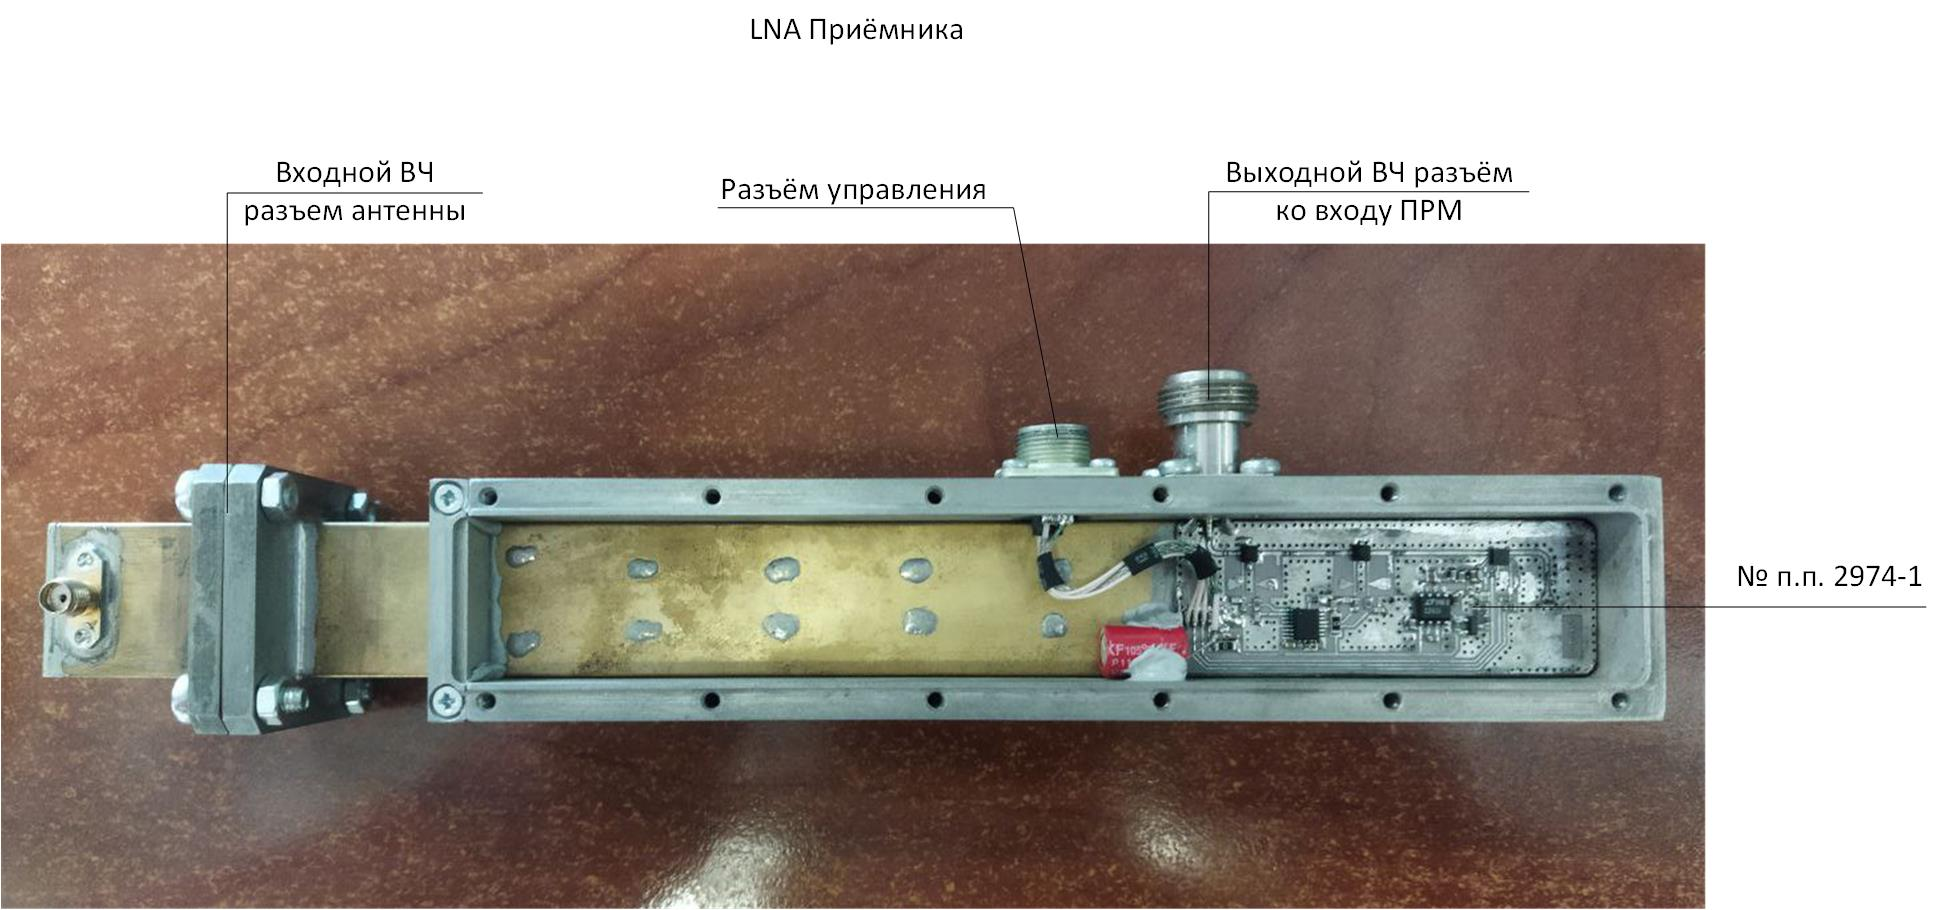 LNA Приёмника
Входной ВЧ
разъем антенны
Разъём управления
Выходной ВЧ разъём
ко входу ПРМ
№ п.п. 2974-1